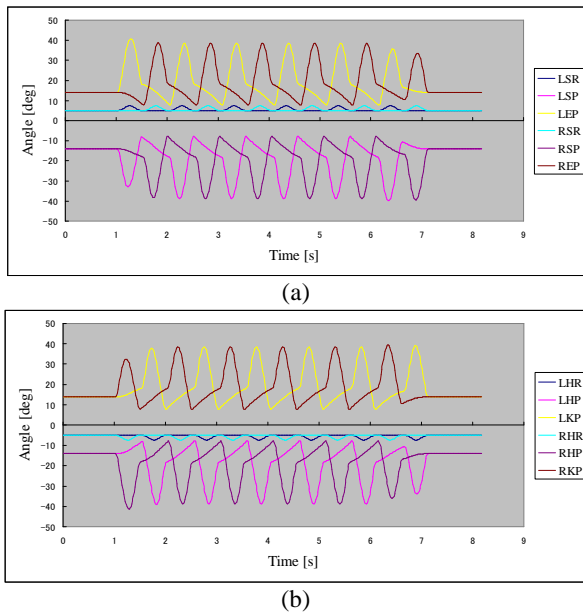 50
40
30
20
10
0
-10
-20
-30
-40
-50
Angle [deg]
0 1 2 3 4 5 6 7 8 9
Time [s]
LSR
LSP
LEP
RSR
RSP
REP
(a)
50
40
30
20
10
0
-10
-20
-30
-40
-50
Angle [deg]
0 1 2 3 4 5 6 7 8 9
Time [s]
LHR
LHP
LKP
RHR
RHP
RKP
(b)